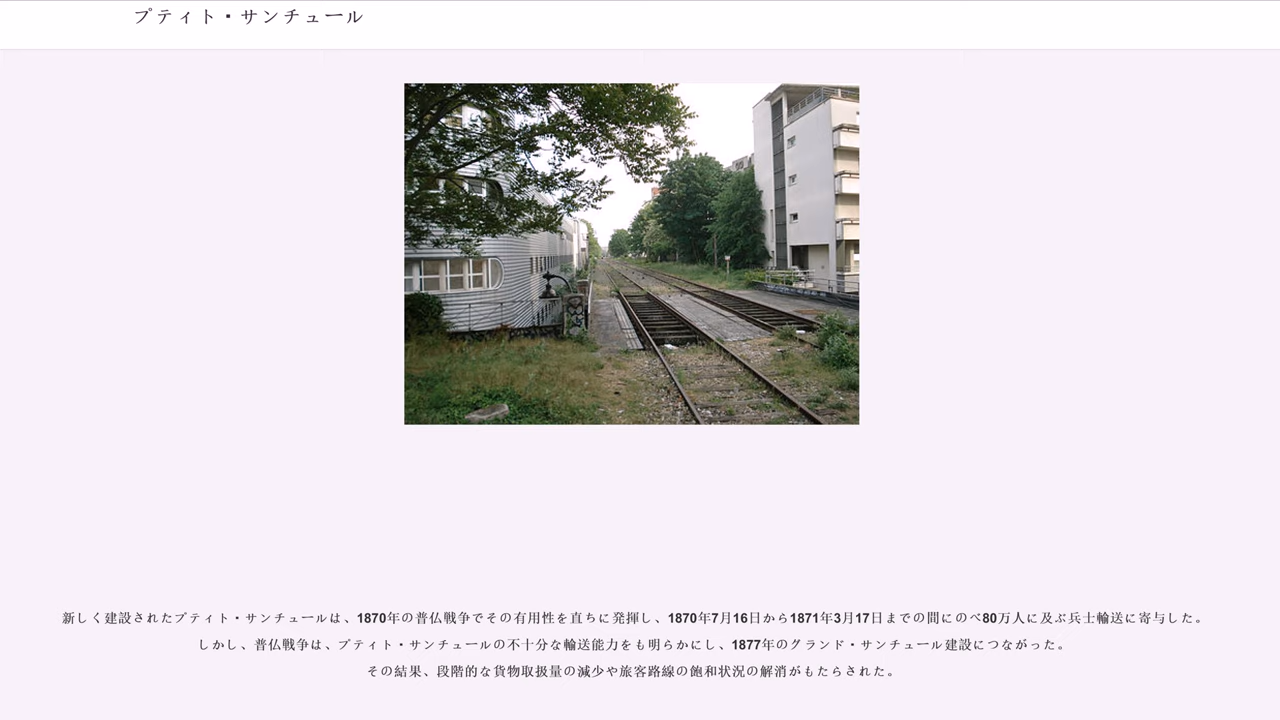 プティト・サンチュール
新しく建設されたプティト・サンチュールは、1870年の普仏戦争でその有用性を直ちに発揮し、1870年7月16日から1871年3月17日までの間にのべ80万人に及ぶ兵士輸送に寄与した。
しかし、普仏戦争は、プティト・サンチュールの不十分な輸送能力をも明らかにし、1877年のグランド・サンチュール建設につながった。
その結果、段階的な貨物取扱量の減少や旅客路線の飽和状況の解消がもたらされた。